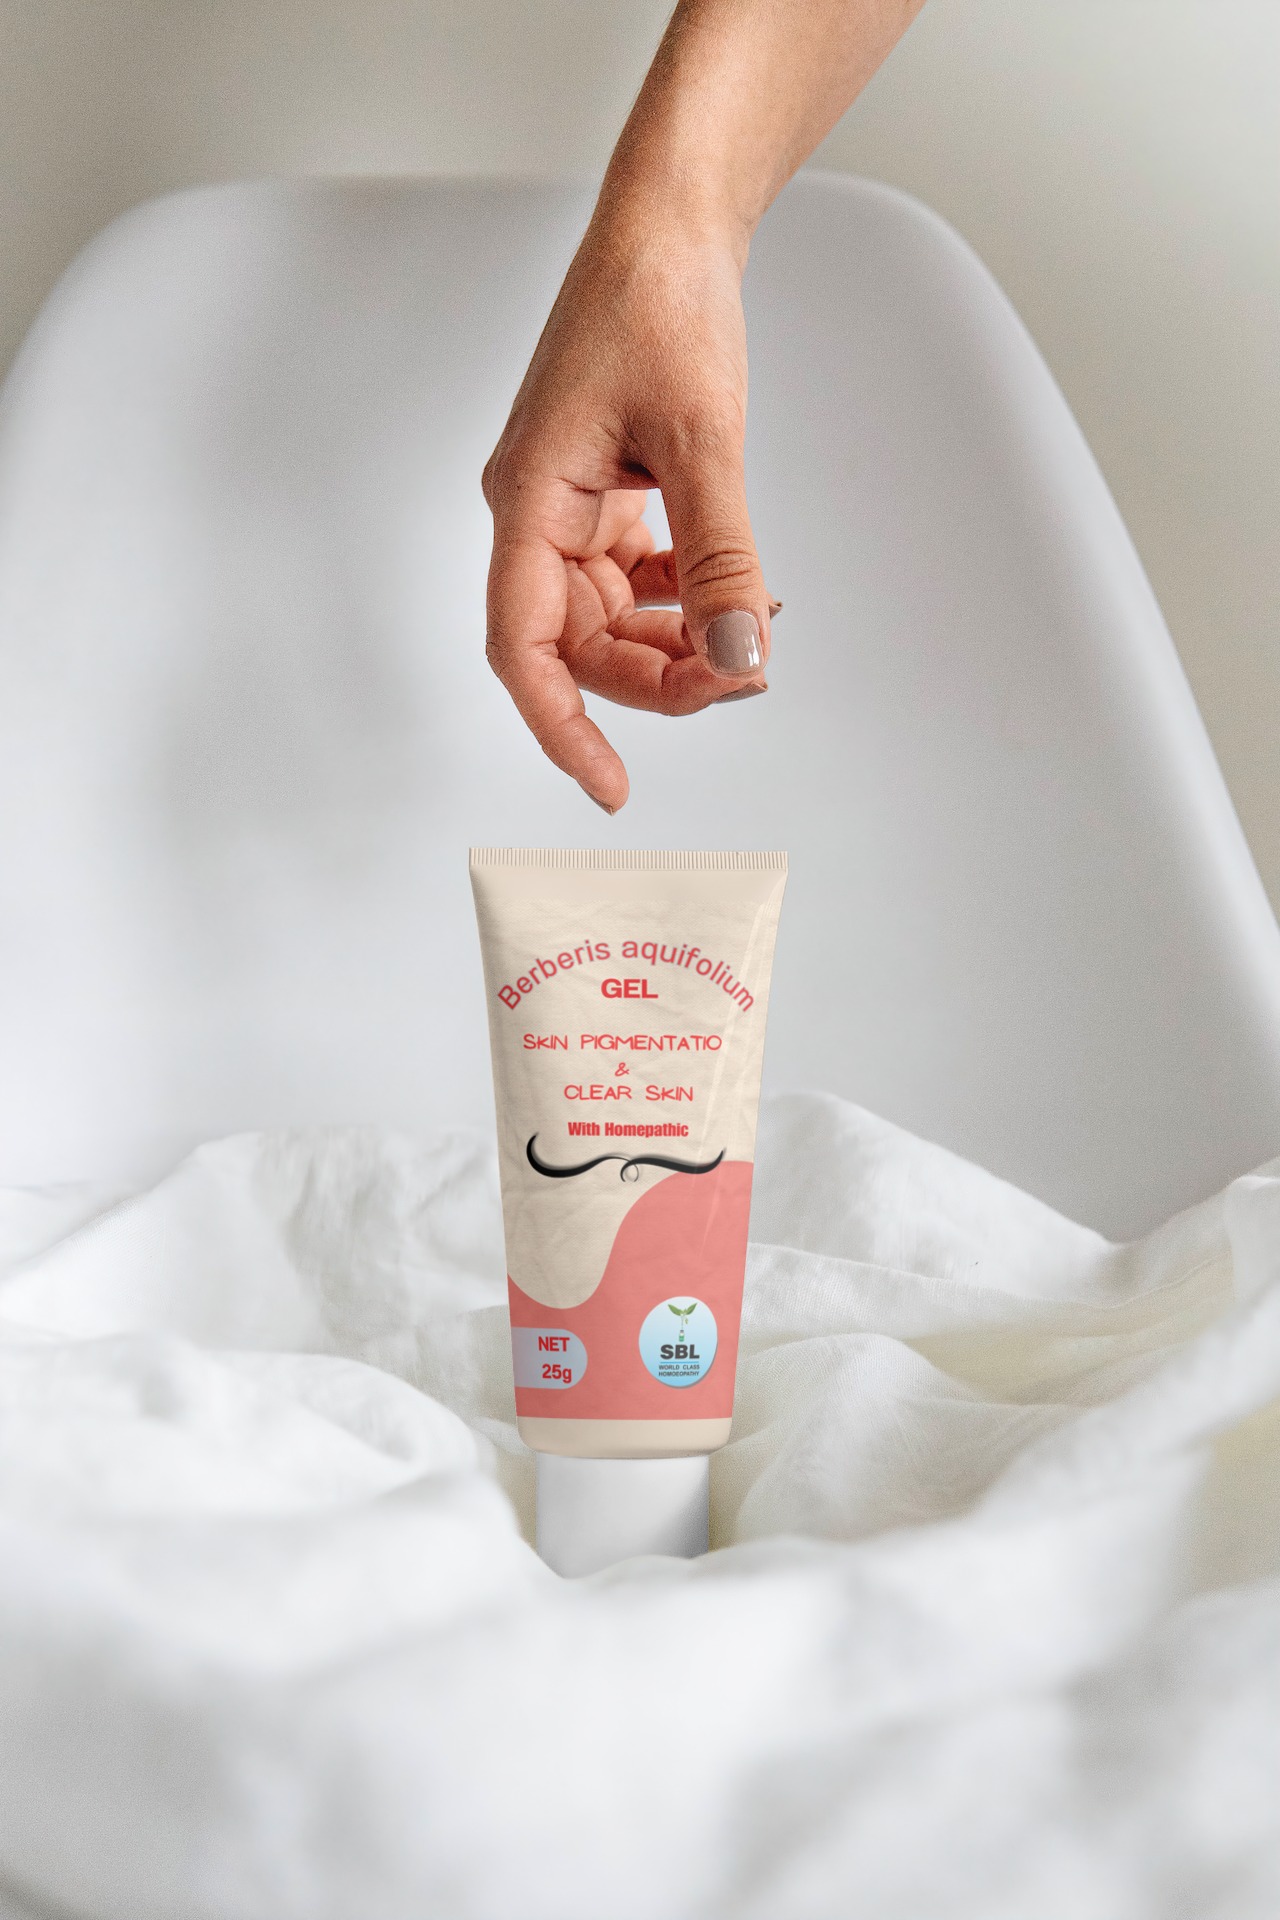 Berberis aquifolium
GEL
SKIN PIGMENTATIO
&
CLEAR SKIN
With Homepathic
NET
25g
SBL
WORLD CLASS
HOMOEOPATHY